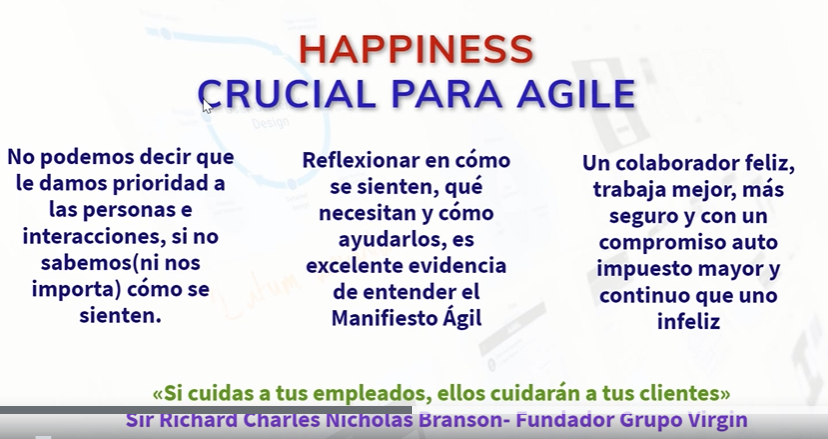 HAPPINESS
CRUCIAL PARA AGILE
Design
No podemos decir que
le damos prioridad a
las personas e
interacciones, si no
sabemos(ni nos
importa) cómo se
sienten.
Reflexionar en cómo
se sienten, qué
necesitan y cómo
ayudarlos, es
excelente evidencia
de entender el
Manifiesto Ágil
Un colaborador feliz,
trabaja mejor, más
seguro y con un
compromiso auto
impuesto mayor y
continuo que uno
infeliz
«Si cuidas a tus empleados, ellos cuidarán a tus clientes»
Sir Richard Charles Nicholas Branson- Fundador Grupo Virgin